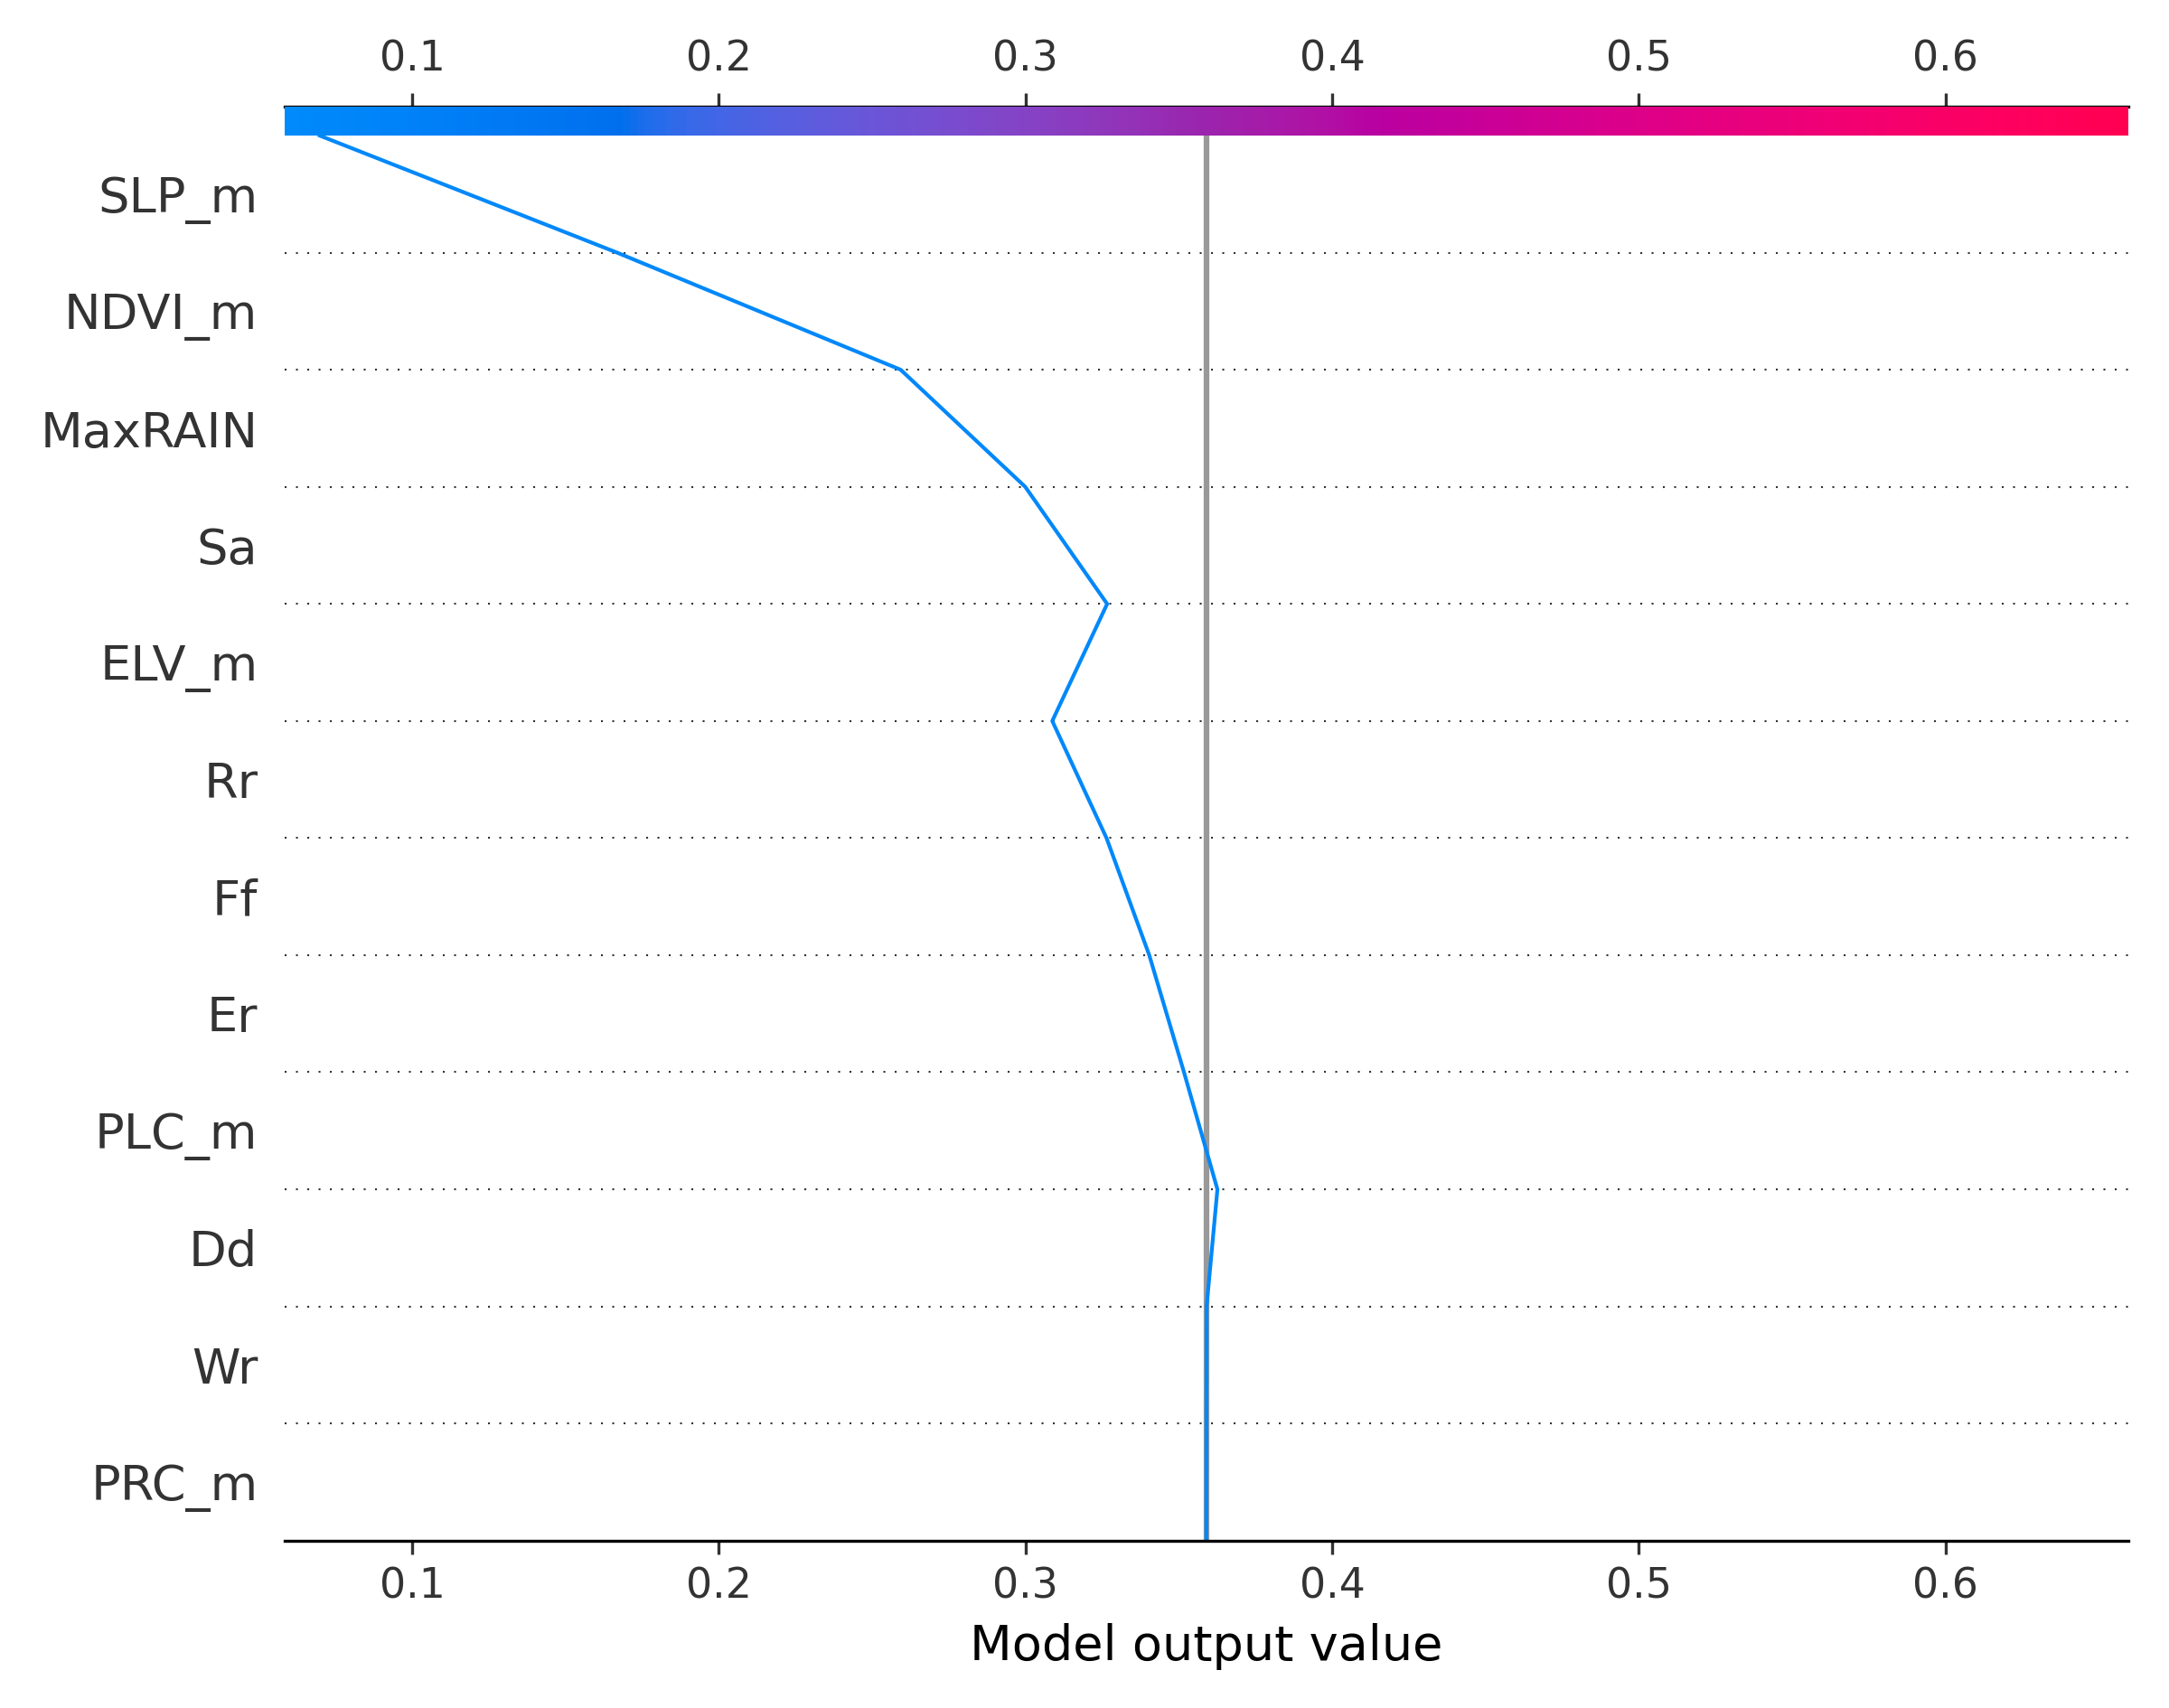 0.1 0.2 0.3 0.4 0.5 0.6
SLP_m
NDVI_m
MaxRAIN
Sa
ELV_m
Rr
Ff
Er
PLC_m
Dd
Wr
PRC_m
0.1 0.2 0.3 0.4 0.5 0.6
Model output value